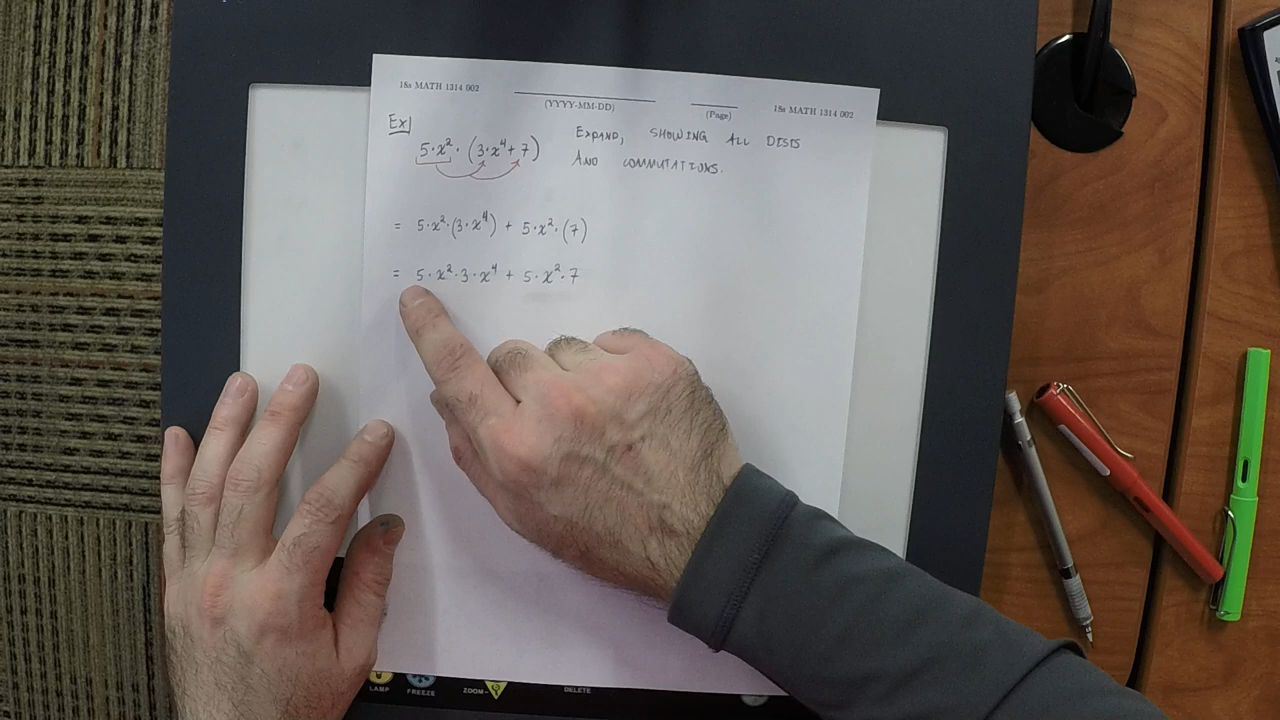 18s MATH 1314 002
(YYYY-MM-DD)
(Page)
18s MATH 1314 002
Ex1
5·x²·(3·x⁴+7)
EXPAND, SHOWING ALL DISTS
AND COMMUTATIONS.
= 5·x²·(3·x⁴) + 5·x²·(7)
= 5·x²·3·x⁴ + 5·x²·7
LAMP
FREEZE
ZOOM-
DELETE